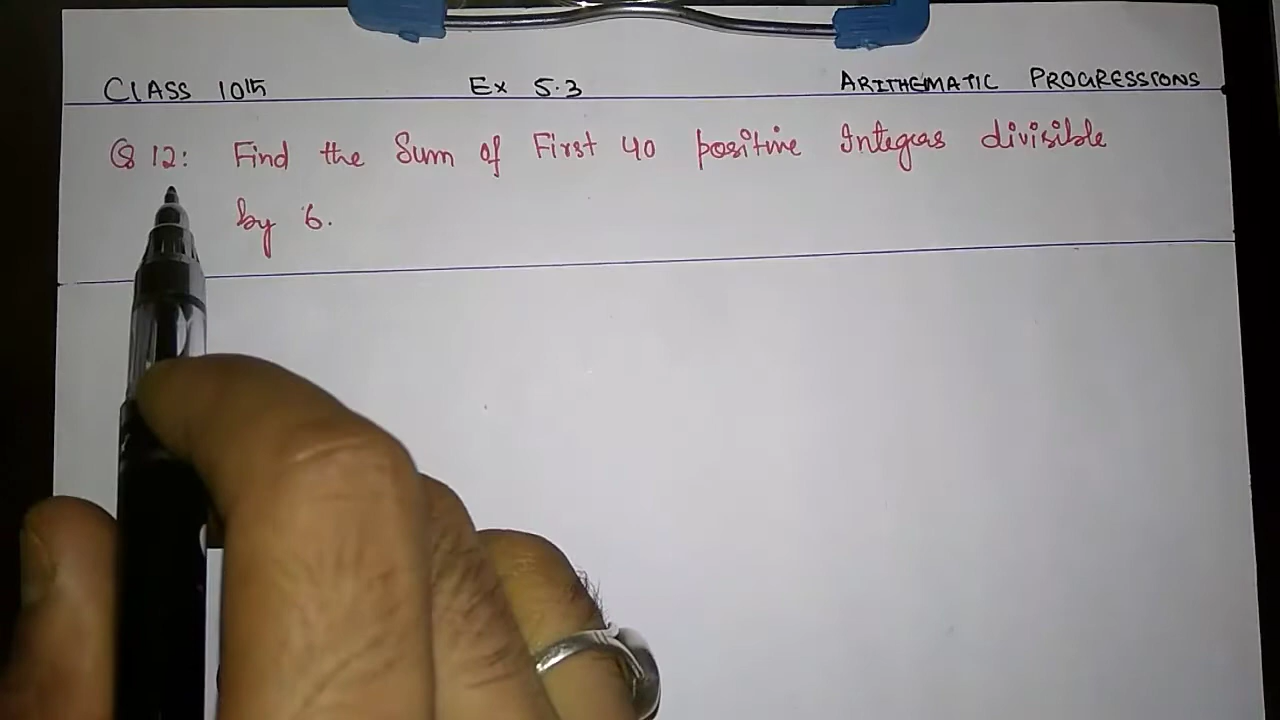 CLASS 10th Ex 5.3 ARITHEMATIC PROGRESSIONS
Q 12: Find the Sum of First 40 positive Integers divisible
by 6.